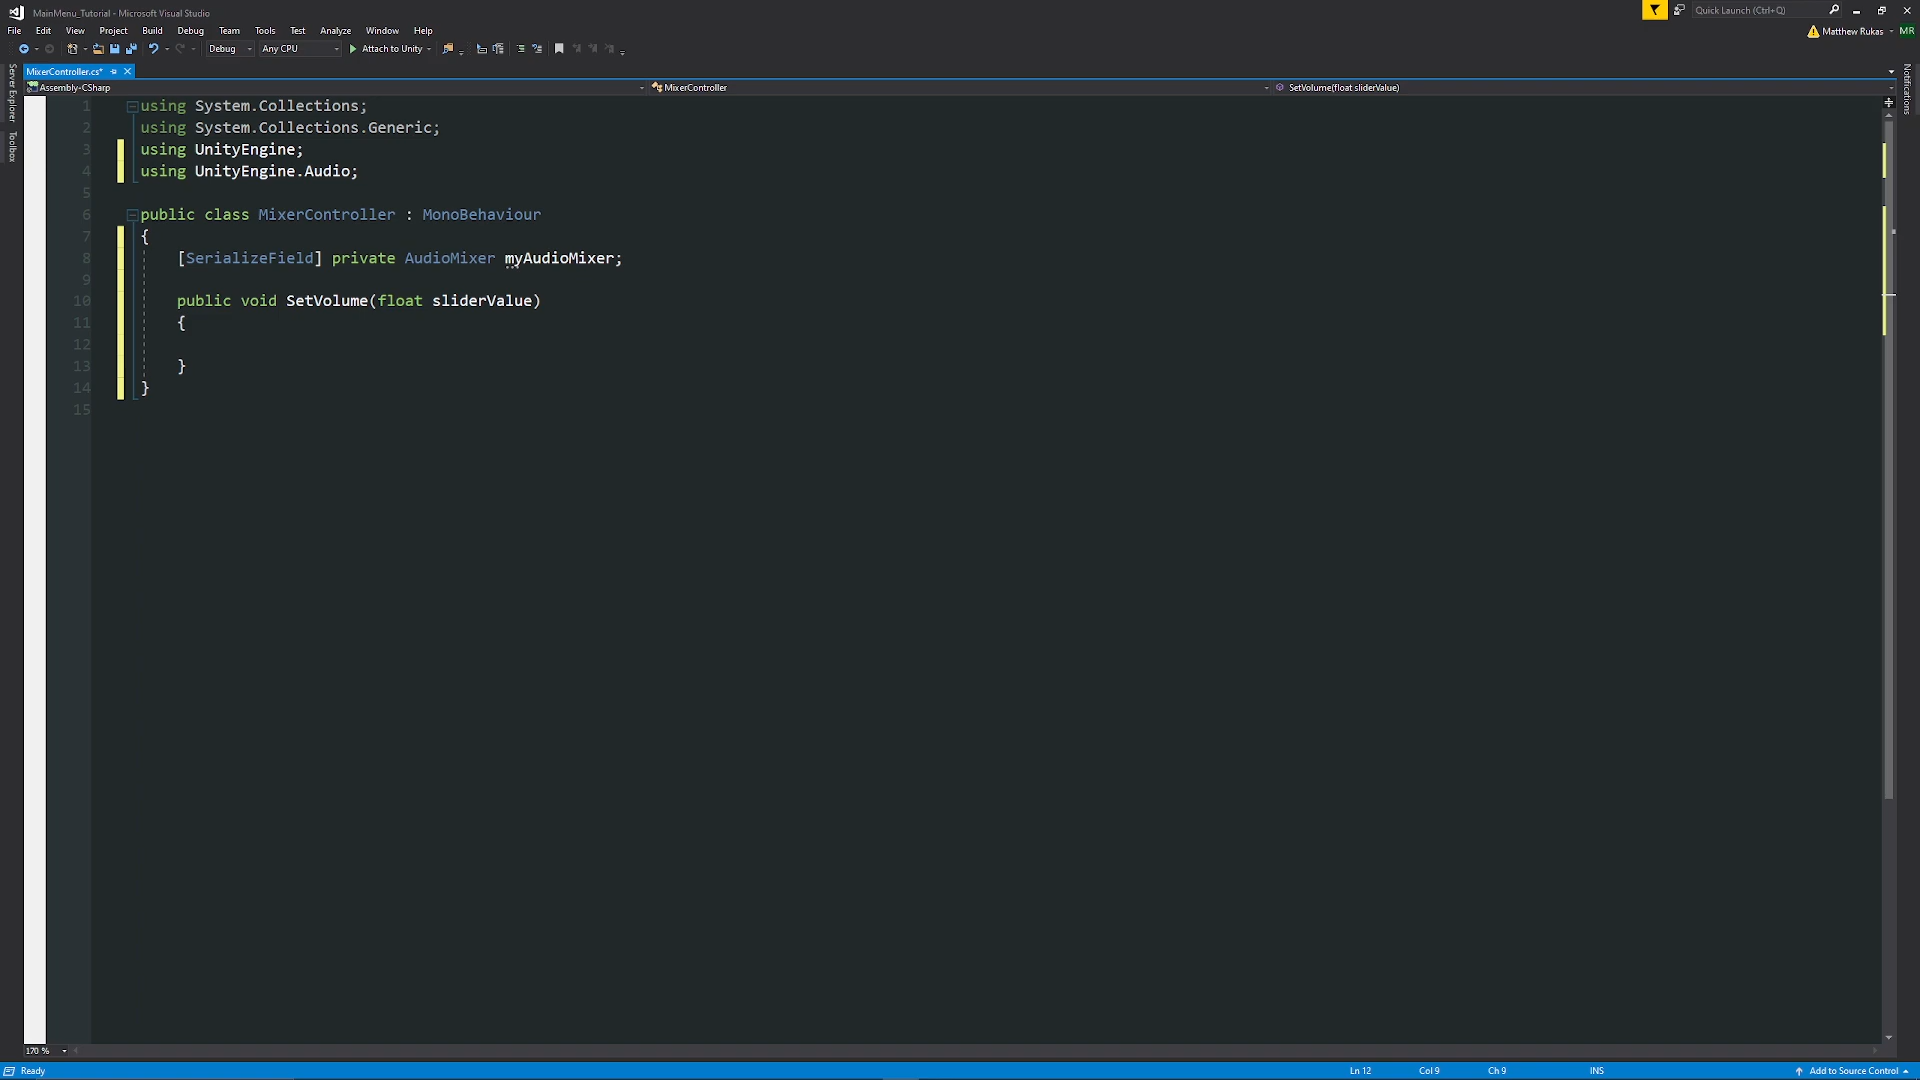 MainMenu_Tutorial - Microsoft Visual Studio
Quick Launch (Ctrl+Q)
File Edit View Project Build Debug Team Tools Test Analyze Window Help
Matthew Rukas MR
Debug Any CPU Attach to Unity
Server Explorer
Toolbox
Notifications
MixerController.cs*
Assembly-CSharp MixerController SetVolume(float sliderValue)
1 using System.Collections;
2 using System.Collections.Generic;
3 using UnityEngine;
4 using UnityEngine.Audio;
5
6 public class MixerController : MonoBehaviour
7 {
8 [SerializeField] private AudioMixer myAudioMixer;
9
10 public void SetVolume(float sliderValue)
11 {
12
13 }
14 }
15
170 %
Ready Ln 12 Col 9 Ch 9 INS Add to Source Control